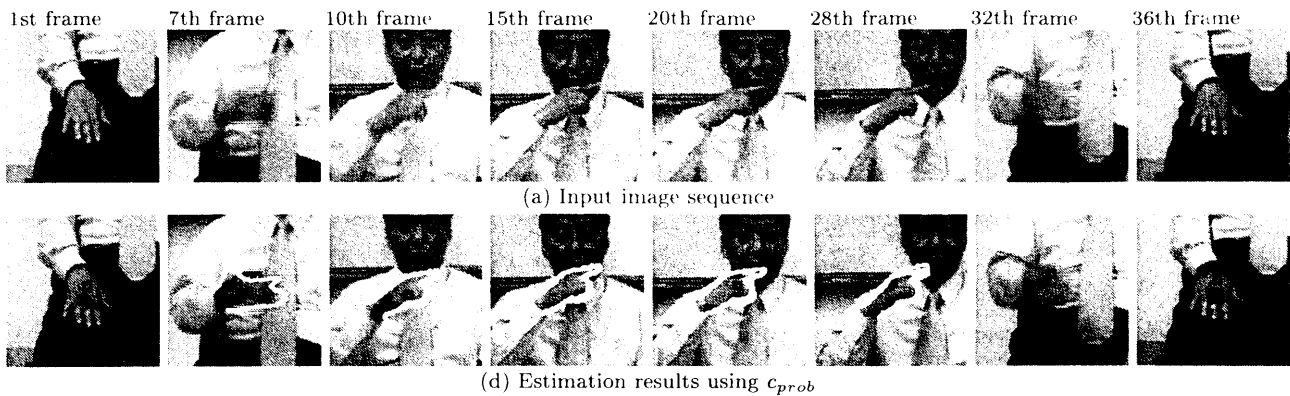 1st frame 7th frame 10th frame 15th frame 20th frame 28th frame 32th frame 36th frame
(a) Input image sequence
(d) Estimation results using c_prob